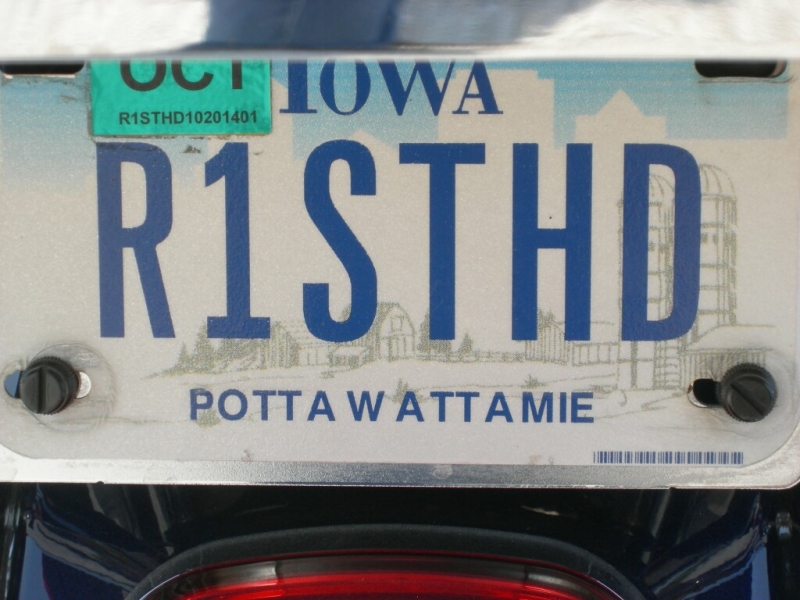 OCT
R1STHD10201401
IOWA
R1STHD
POTTAWATTAMIE